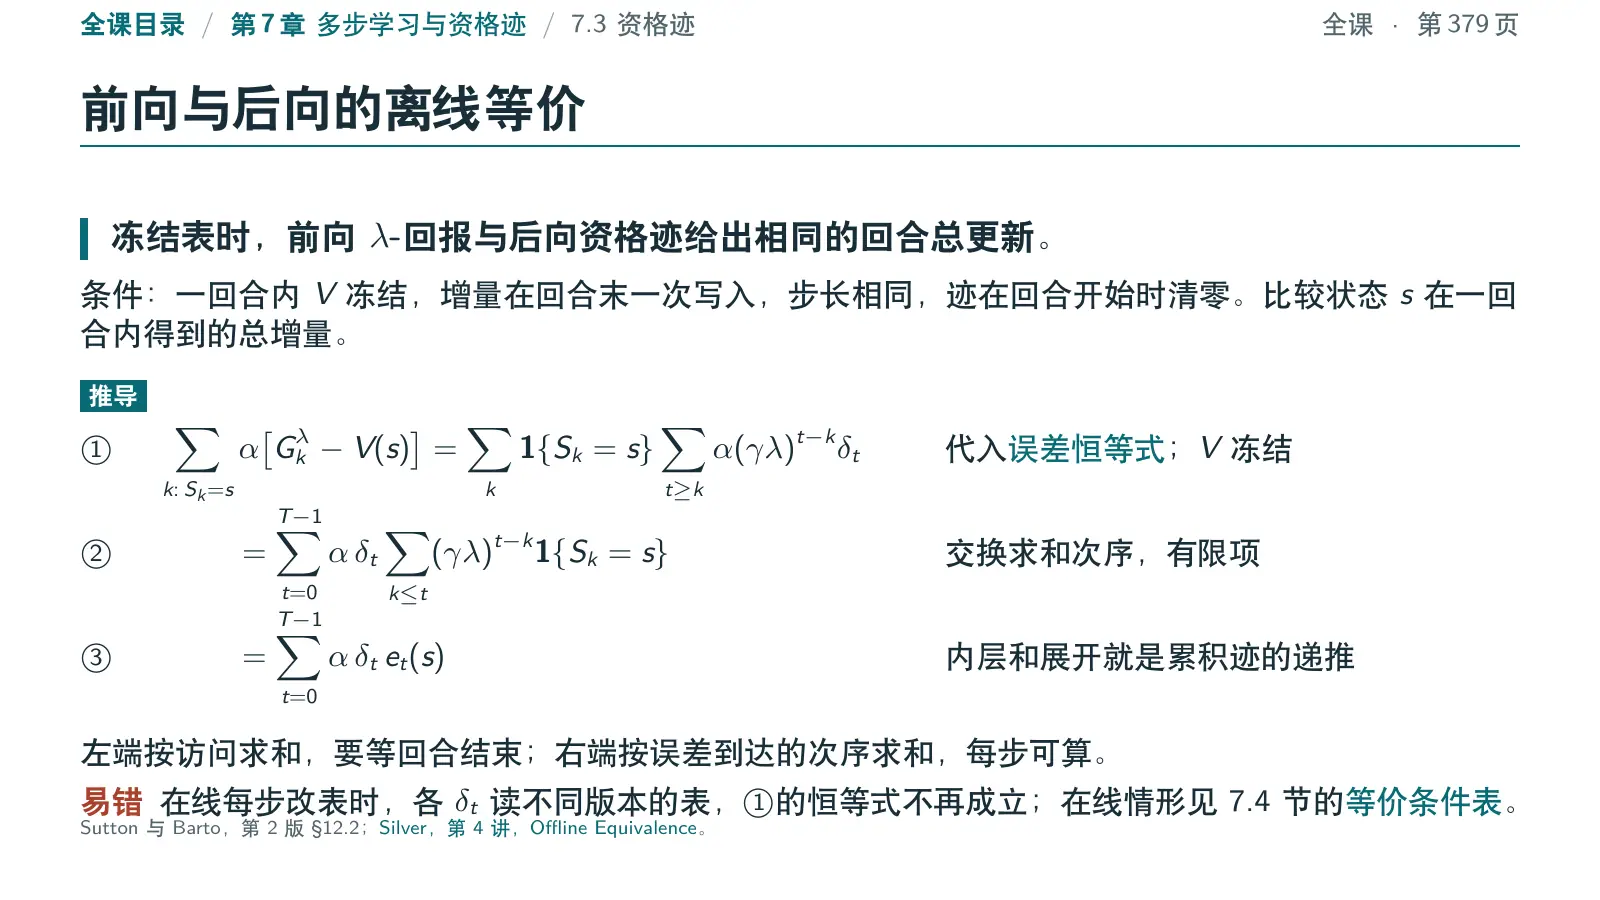 全课目录 / 第 7 章 多步学习与资格迹 / 7.3 资格迹
全课 · 第 379 页
前向与后向的离线等价
冻结表时，前向 λ-回报与后向资格迹给出相同的回合总更新。
条件：一回合内 V 冻结，增量在回合末一次写入，步长相同，迹在回合开始时清零。比较状态 s 在一回
合内得到的总增量。
推导
① ∑_{k: S_k=s} α[G_k^λ − V(s)] = ∑_k 1{S_k = s} ∑_{t≥k} α(γλ)^{t−k} δ_t 代入误差恒等式；V 冻结
② = ∑_{t=0}^{T−1} α δ_t ∑_{k≤t} (γλ)^{t−k} 1{S_k = s} 交换求和次序，有限项
③ = ∑_{t=0}^{T−1} α δ_t e_t(s) 内层和展开就是累积迹的递推
左端按访问求和，要等回合结束；右端按误差到达的次序求和，每步可算。
易错 在线每步改表时，各 δ_t 读不同版本的表，①的恒等式不再成立；在线情形见 7.4 节的等价条件表。
Sutton 与 Barto，第 2 版 §12.2；Silver，第 4 讲，Offline Equivalence。